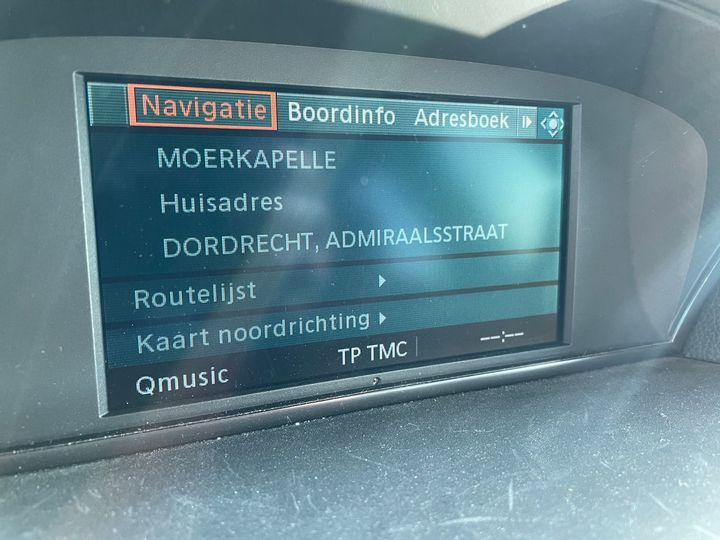 Navigatie Boordinfo Adresboek
MOERKAPELLE
Huisadres
DORDRECHT, ADMIRAALSSTRAAT
Routelijst
Kaart noordrichting
TP TMC
Qmusic